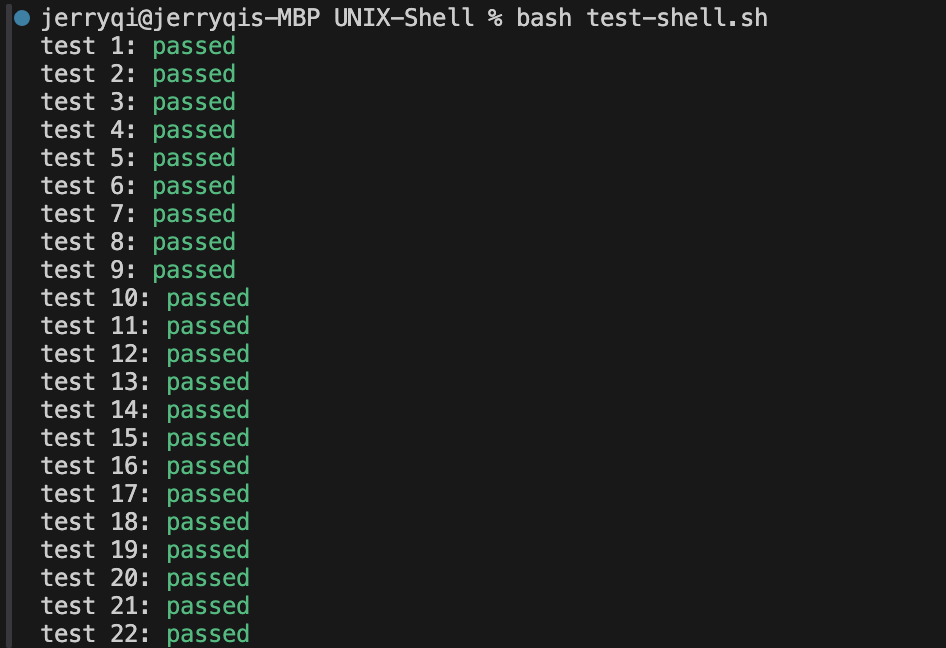 jerryqi@jerryqis-MBP UNIX-Shell % bash test-shell.sh
test 1: passed
test 2: passed
test 3: passed
test 4: passed
test 5: passed
test 6: passed
test 7: passed
test 8: passed
test 9: passed
test 10: passed
test 11: passed
test 12: passed
test 13: passed
test 14: passed
test 15: passed
test 16: passed
test 17: passed
test 18: passed
test 19: passed
test 20: passed
test 21: passed
test 22: passed